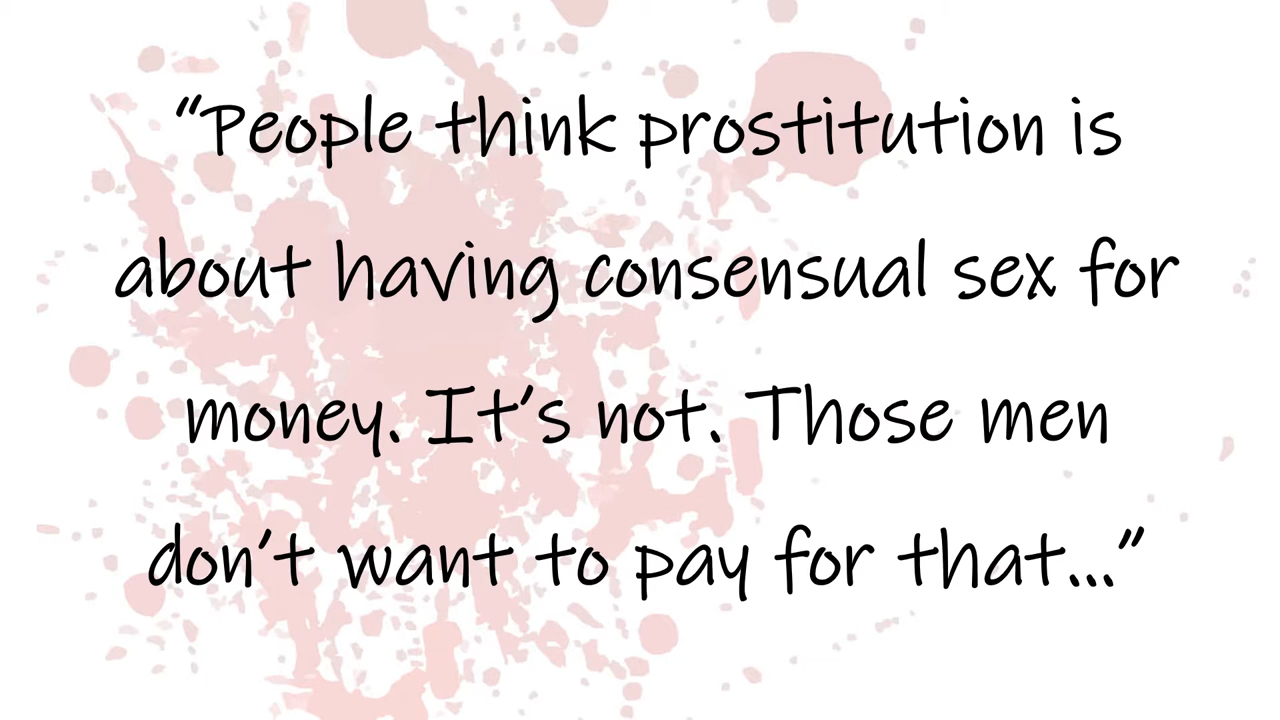 “People think prostitution is
about having consensual sex for
money. It’s not. Those men
don’t want to pay for that...”